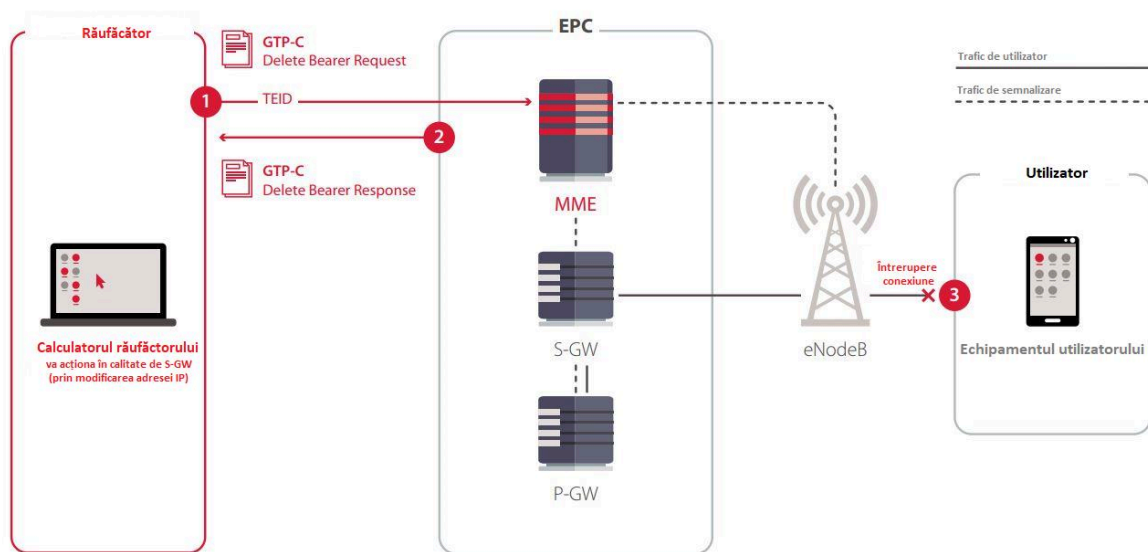 Răufăcător
GTP-C
Delete Bearer Request
1
TEID
2
GTP-C
Delete Bearer Response
Calculatorul răufăctorului
va acționa în calitate de S-GW
(prin modificarea adresei IP)
EPC
MME
S-GW
P-GW
eNodeB
Întrerupere
conexiune
3
Trafic de utilizator
Trafic de semnalizare
Utilizator
Echipamentul utilizatorului